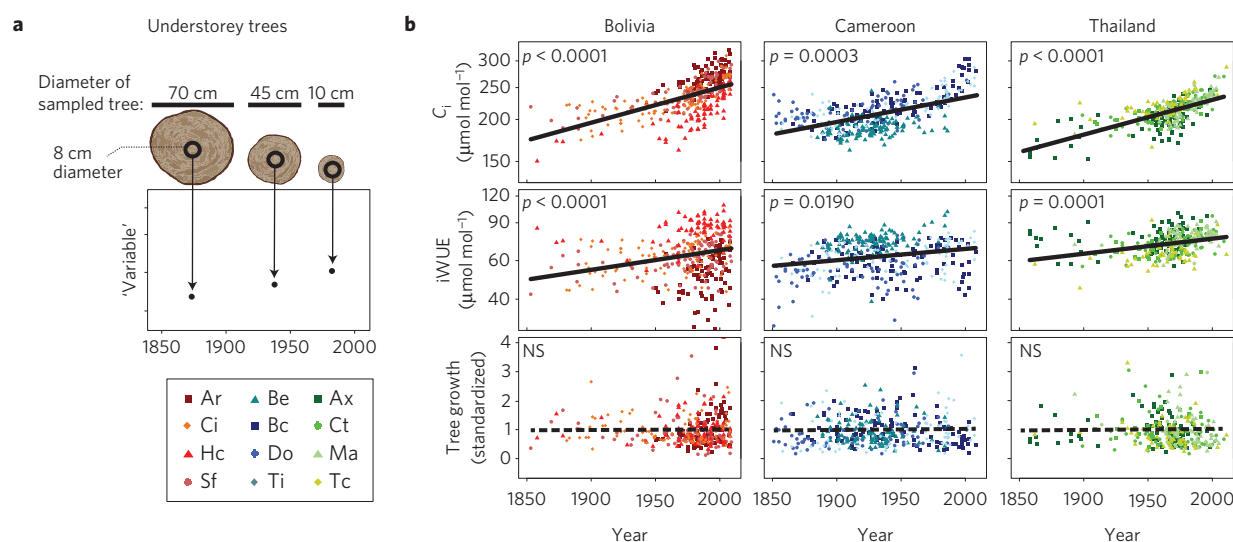 a
Understorey trees
Diameter of
sampled tree:
70 cm 45 cm 10 cm
8 cm
diameter
'Variable'
1850 1900 1950 2000
Ar Be Ax
Ci Bc Ct
Hc Do Ma
Sf Ti Tc
b
Bolivia Cameroon Thailand
Ci
(μmol mol−1)
300
250
200
150
p < 0.0001 p = 0.0003 p < 0.0001
iWUE
(μmol mol−1)
120
90
60
40
p < 0.0001 p = 0.0190 p = 0.0001
Tree growth
(standardized)
4
3
2
1
0
NS NS NS
1850 1900 1950 2000 1850 1900 1950 2000 1850 1900 1950 2000
Year Year Year